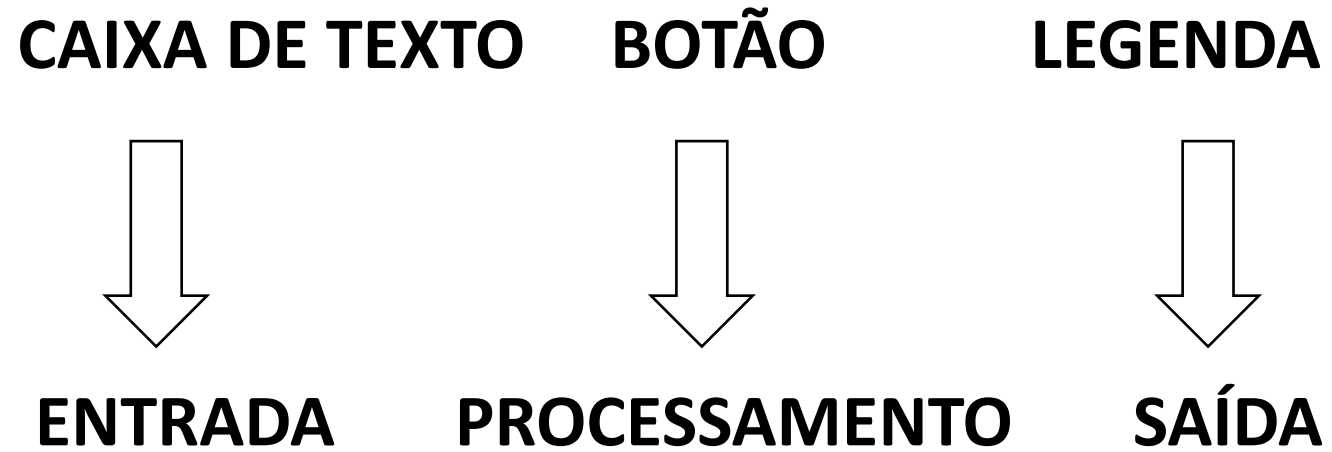 CAIXA DE TEXTO BOTÃO LEGENDA
ENTRADA PROCESSAMENTO SAÍDA